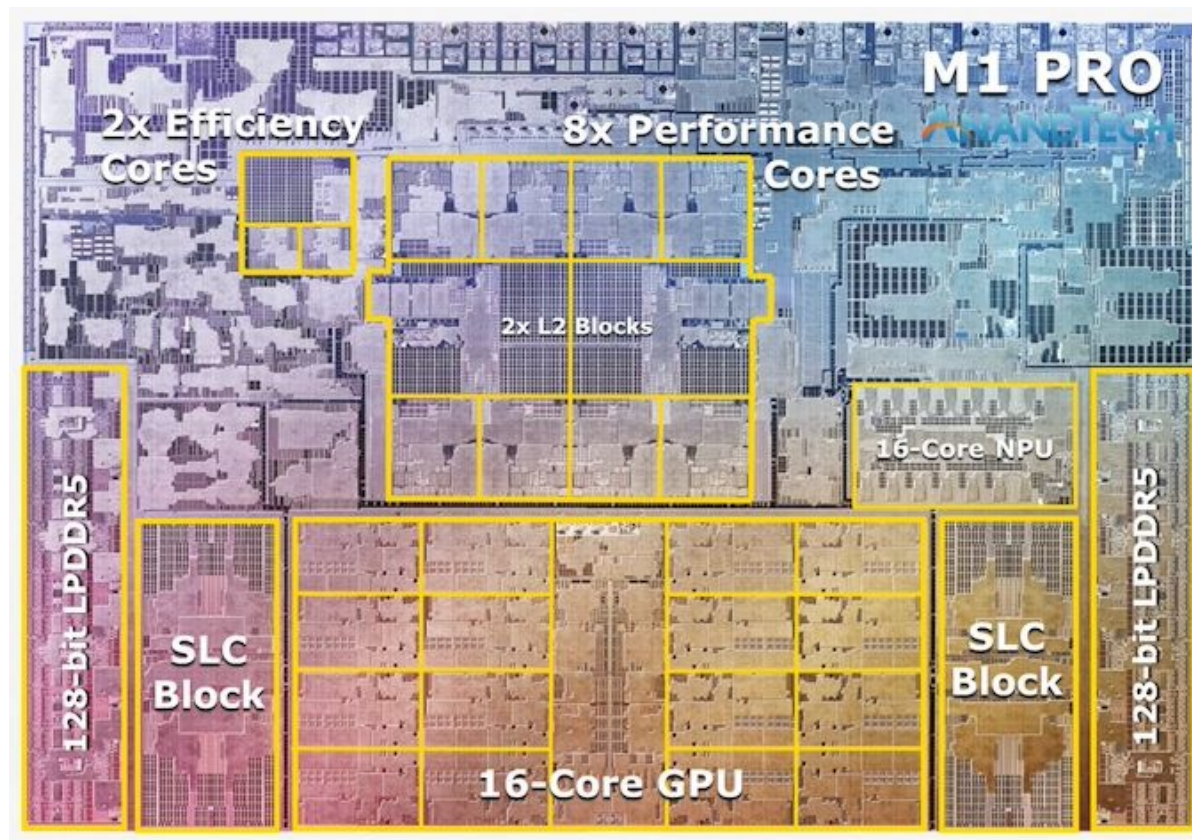 M1 PRO
ANANDTECH
2x Efficiency
Cores
8x Performance
Cores
2x L2 Blocks
16-Core NPU
128-bit LPDDR5
128-bit LPDDR5
SLC
Block
SLC
Block
16-Core GPU